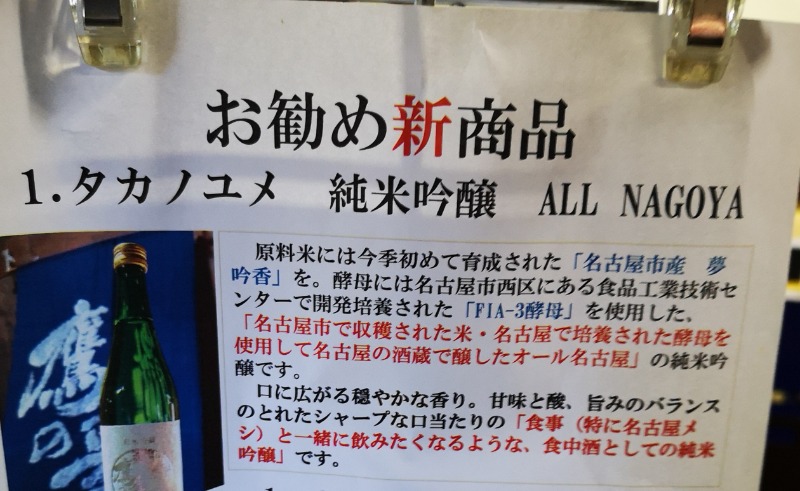 お勧め新商品
1.タカノユメ 純米吟醸 ALL NAGOYA
原料米には今季初めて育成された「名古屋市産 夢
吟香」を。酵母には名古屋市西区にある食品工業技術セ
ンターで開発培養された「FIA-3酵母」を使用した、
「名古屋市で収穫された米・名古屋で培養された酵母を
使用して名古屋の酒蔵で醸したオール名古屋」の純米吟
醸です。
口に広がる穏やかな香り。甘味と酸、旨みのバランス
のとれたシャープな口当たりの「食事（特に名古屋メ
シ）と一緒に飲みたくなるような、食中酒としての純米
吟醸」です。
鷹の